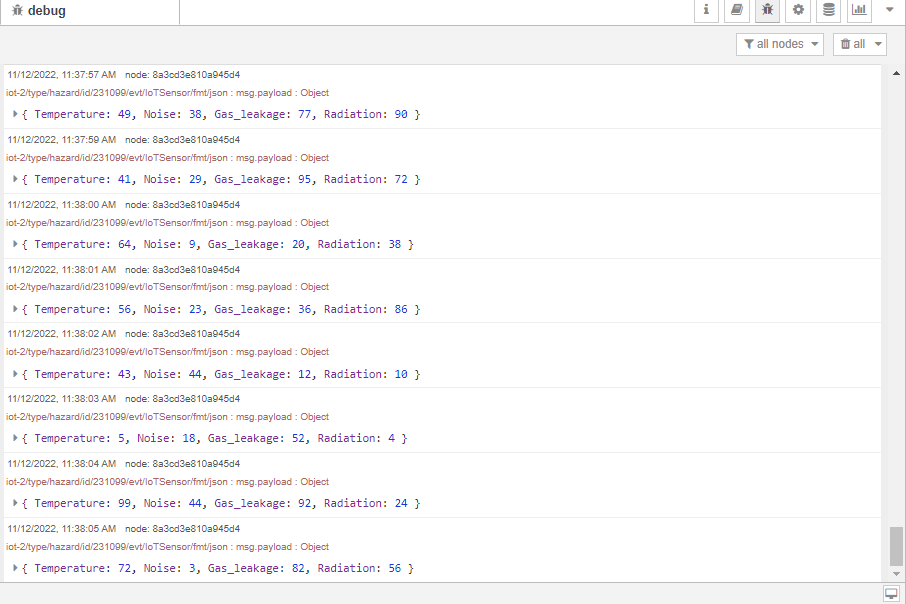 debug
all nodes
all
11/12/2022, 11:37:57 AM node: 8a3cd3e810a945d4
iot-2/type/hazard/id/231099/evt/IoTSensor/fmt/json : msg.payload : Object
{ Temperature: 49, Noise: 38, Gas_leakage: 77, Radiation: 90 }
11/12/2022, 11:37:59 AM node: 8a3cd3e810a945d4
iot-2/type/hazard/id/231099/evt/IoTSensor/fmt/json : msg.payload : Object
{ Temperature: 41, Noise: 29, Gas_leakage: 95, Radiation: 72 }
11/12/2022, 11:38:00 AM node: 8a3cd3e810a945d4
iot-2/type/hazard/id/231099/evt/IoTSensor/fmt/json : msg.payload : Object
{ Temperature: 64, Noise: 9, Gas_leakage: 20, Radiation: 38 }
11/12/2022, 11:38:01 AM node: 8a3cd3e810a945d4
iot-2/type/hazard/id/231099/evt/IoTSensor/fmt/json : msg.payload : Object
{ Temperature: 56, Noise: 23, Gas_leakage: 36, Radiation: 86 }
11/12/2022, 11:38:02 AM node: 8a3cd3e810a945d4
iot-2/type/hazard/id/231099/evt/IoTSensor/fmt/json : msg.payload : Object
{ Temperature: 43, Noise: 44, Gas_leakage: 12, Radiation: 10 }
11/12/2022, 11:38:03 AM node: 8a3cd3e810a945d4
iot-2/type/hazard/id/231099/evt/IoTSensor/fmt/json : msg.payload : Object
{ Temperature: 5, Noise: 18, Gas_leakage: 52, Radiation: 4 }
11/12/2022, 11:38:04 AM node: 8a3cd3e810a945d4
iot-2/type/hazard/id/231099/evt/IoTSensor/fmt/json : msg.payload : Object
{ Temperature: 99, Noise: 44, Gas_leakage: 92, Radiation: 24 }
11/12/2022, 11:38:05 AM node: 8a3cd3e810a945d4
iot-2/type/hazard/id/231099/evt/IoTSensor/fmt/json : msg.payload : Object
{ Temperature: 72, Noise: 3, Gas_leakage: 82, Radiation: 56 }